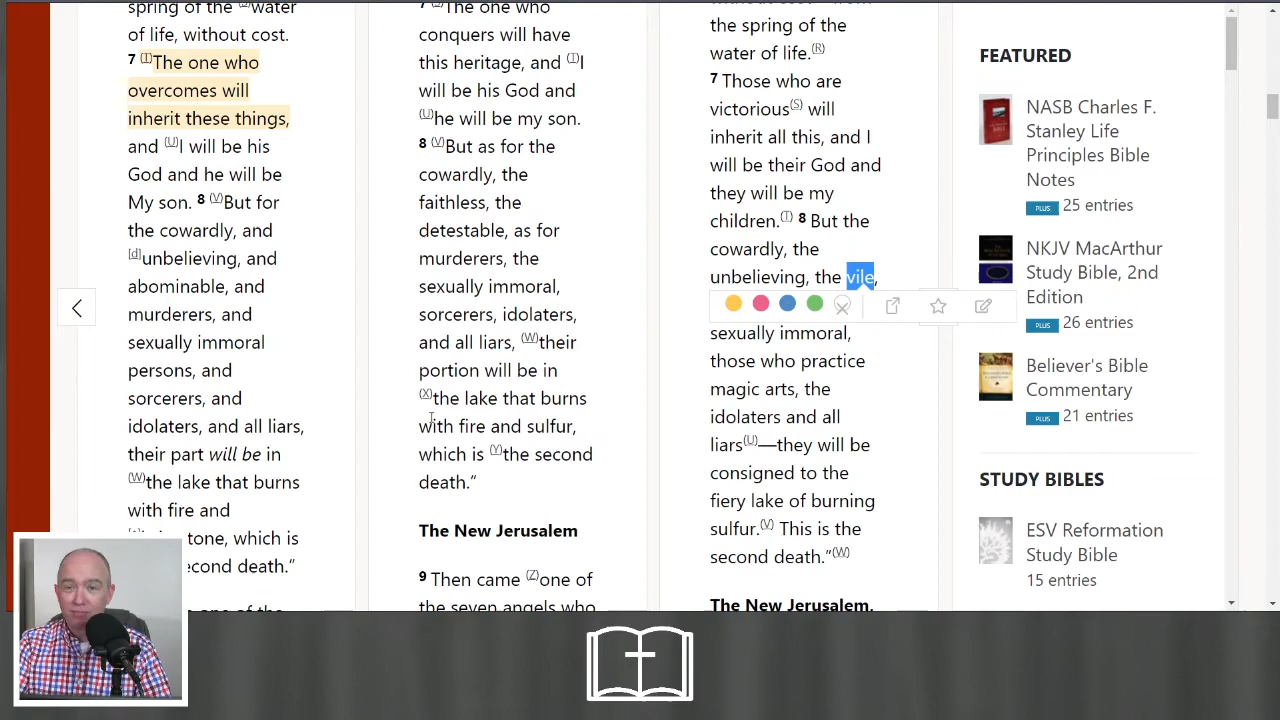 spring of the (S)water
of life, without cost.
7 (T)The one who
overcomes will
inherit these things,
and (U)I will be his
God and he will be
My son. 8 (V)But for
the cowardly, and
[d]unbelieving, and
abominable, and
murderers, and
sexually immoral
persons, and
sorcerers, and
idolaters, and all liars,
their part will be in
(W)the lake that burns
with fire and
tone, which is
econd death.”
7 (S)The one who
conquers will have
this heritage, and (T)I
will be his God and
(U)he will be my son.
8 (V)But as for the
cowardly, the
faithless, the
detestable, as for
murderers, the
sexually immoral,
sorcerers, idolaters,
and all liars, (W)their
portion will be in
(X)the lake that burns
with fire and sulfur,
which is (Y)the second
death.”
The New Jerusalem
9 Then came (Z)one of
the seven angels who
the spring of the
water of life.(R)
7 Those who are
victorious(S) will
inherit all this, and I
will be their God and
they will be my
children.(T) 8 But the
cowardly, the
unbelieving, the vile,
sexually immoral,
those who practice
magic arts, the
idolaters and all
liars(U)—they will be
consigned to the
fiery lake of burning
sulfur.(V) This is the
second death.”(W)
The New Jerusalem,
FEATURED
NASB Charles F.
Stanley Life
Principles Bible
Notes
PLUS 25 entries
NKJV MacArthur
Study Bible, 2nd
Edition
PLUS 26 entries
Believer's Bible
Commentary
PLUS 21 entries
STUDY BIBLES
ESV Reformation
Study Bible
15 entries